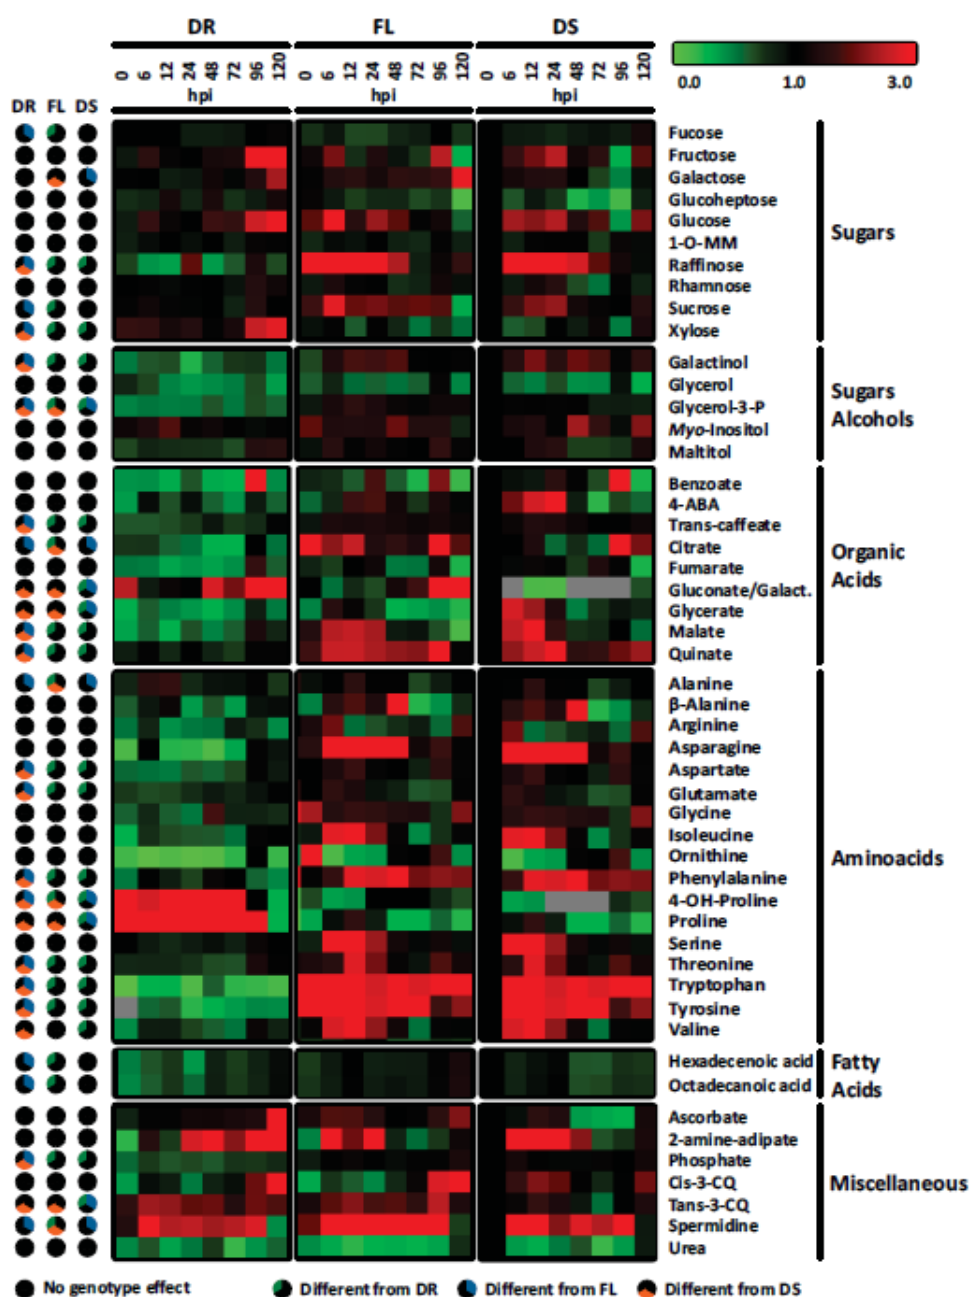 DR FL DS
0 6 12 24 48 72 96 120 0 6 12 24 48 72 96 120 0 6 12 24 48 72 96 120
0.0 1.0 3.0
hpi hpi hpi
DR FL DS
Fucose
Fructose
Galactose
Glucoheptose
Glucose
1-O-MM
Raffinose
Rhamnose
Sucrose
Xylose
Sugars
Galactinol
Glycerol
Glycerol-3-P
Myo-Inositol
Maltitol
Sugars
Alcohols
Benzoate
4-ABA
Trans-caffeate
Citrate
Fumarate
Gluconate/Galact.
Glycerate
Malate
Quinate
Organic
Acids
Alanine
β-Alanine
Arginine
Asparagine
Aspartate
Glutamate
Glycine
Isoleucine
Ornithine
Phenylalanine
4-OH-Proline
Proline
Serine
Threonine
Tryptophan
Tyrosine
Valine
Aminoacids
Hexadecenoic acid
Octadecanoic acid
Fatty
Acids
Ascorbate
2-amine-adipate
Phosphate
Cis-3-CQ
Tans-3-CQ
Spermidine
Urea
Miscellaneous
No genotype effect Different from DR Different from FL Different from DS